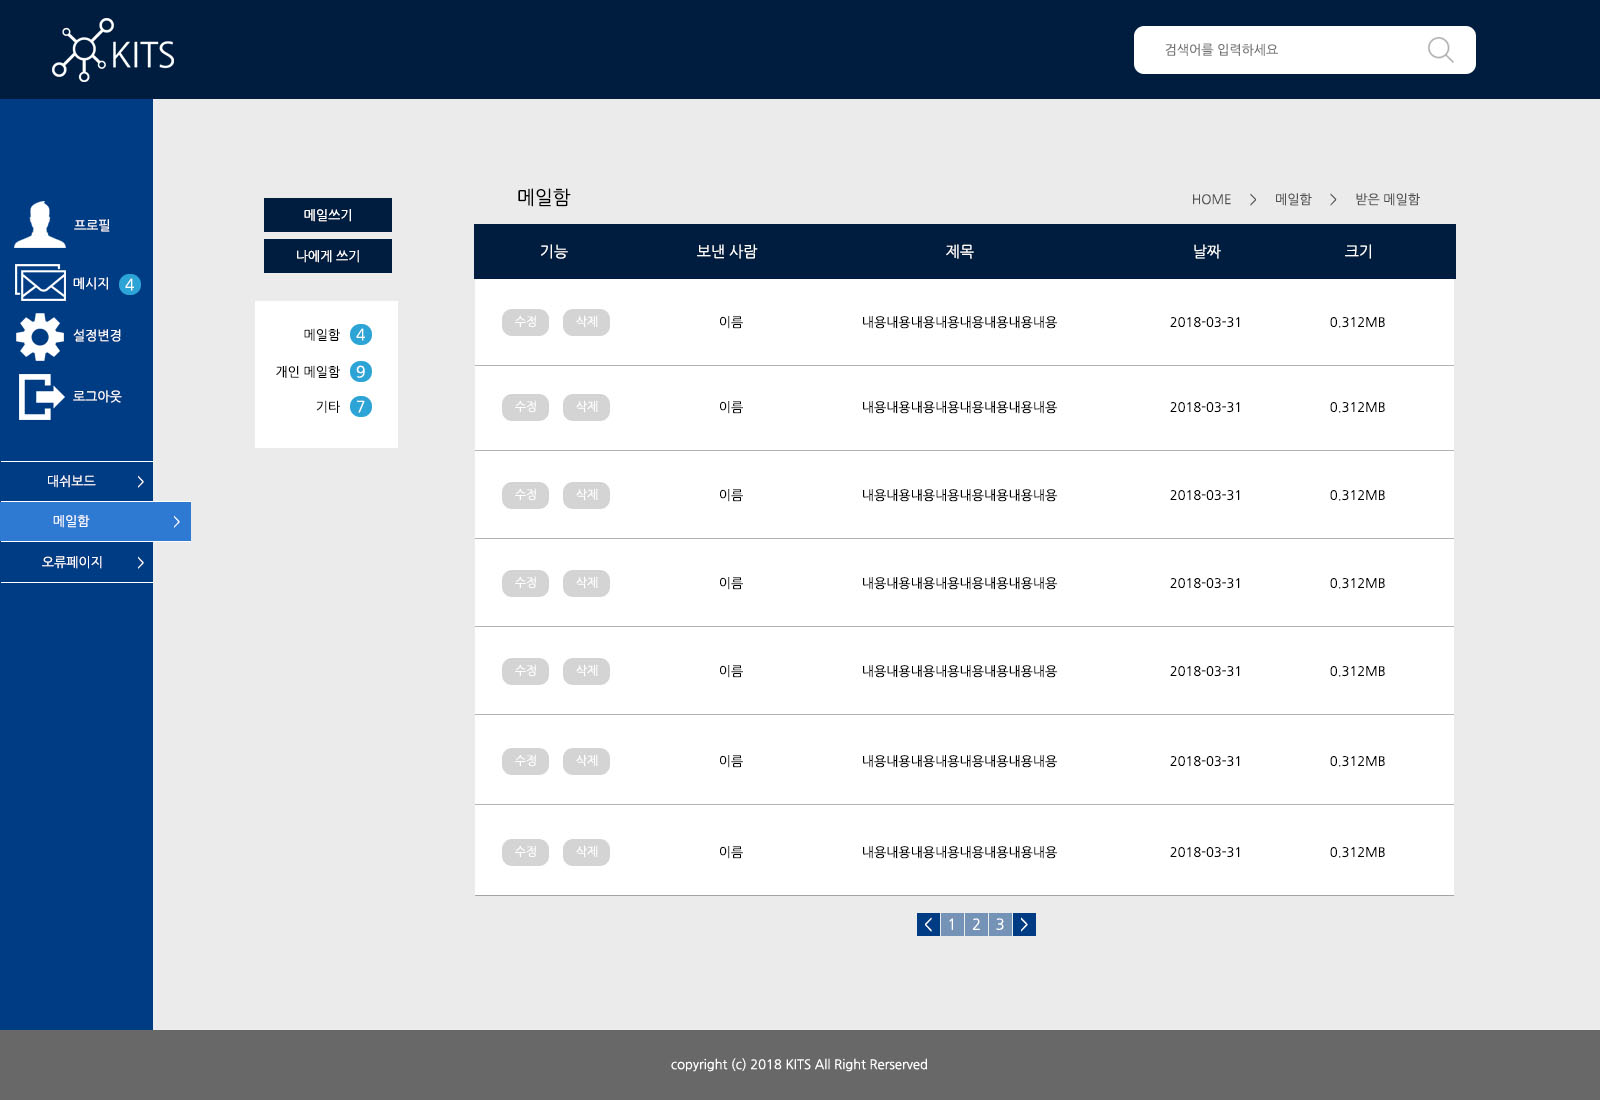 KITS
검색어를 입력하세요
프로필
메시지 4
설정변경
로그아웃
대쉬보드
메일함
오류페이지
메일쓰기
나에게 쓰기
메일함 4
개인 메일함 9
기타 7
메일함
HOME > 메일함 > 받은 메일함
기능 보낸 사람 제목 날짜 크기
수정 삭제 이름 내용내용내용내용내용내용내용내용 2018-03-31 0.312MB
수정 삭제 이름 내용내용내용내용내용내용내용내용 2018-03-31 0.312MB
수정 삭제 이름 내용내용내용내용내용내용내용내용 2018-03-31 0.312MB
수정 삭제 이름 내용내용내용내용내용내용내용내용 2018-03-31 0.312MB
수정 삭제 이름 내용내용내용내용내용내용내용내용 2018-03-31 0.312MB
수정 삭제 이름 내용내용내용내용내용내용내용내용 2018-03-31 0.312MB
수정 삭제 이름 내용내용내용내용내용내용내용내용 2018-03-31 0.312MB
< 1 2 3 >
copyright (c) 2018 KITS All Right Rerserved